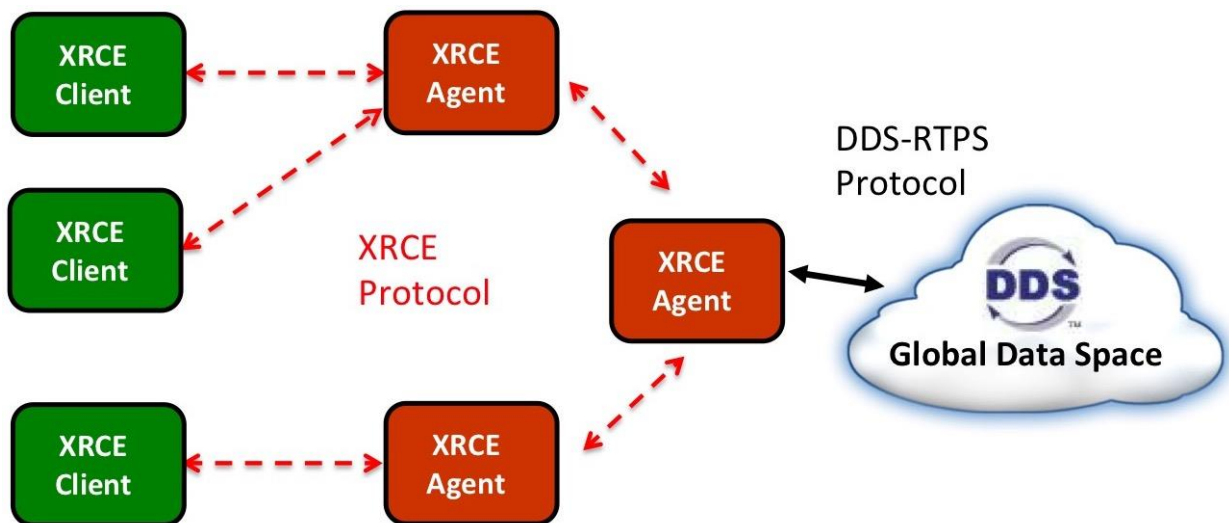 XRCE
Client
XRCE
Agent
XRCE
Client
XRCE
Protocol
XRCE
Agent
DDS-RTPS
Protocol
DDS
TM
Global Data Space
XRCE
Client
XRCE
Agent